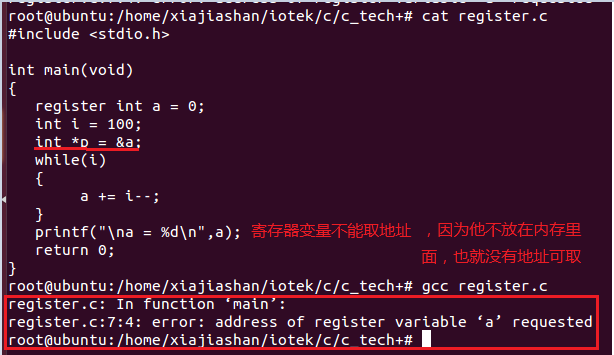 root@ubuntu:/home/xiajiashan/iotek/c/c_tech+# cat register.c
#include <stdio.h>
int main(void)
{
register int a = 0;
int i = 100;
int *p = &a;
while(i)
{
a += i--;
}
printf("\na = %d\n",a); 寄存器变量不能取地址 ，因为他不放在内存里
return 0; 面，也就没有地址可取
}
root@ubuntu:/home/xiajiashan/iotek/c/c_tech+# gcc register.c
register.c: In function ‘main’:
register.c:7:4: error: address of register variable ‘a’ requested
root@ubuntu:/home/xiajiashan/iotek/c/c_tech+#